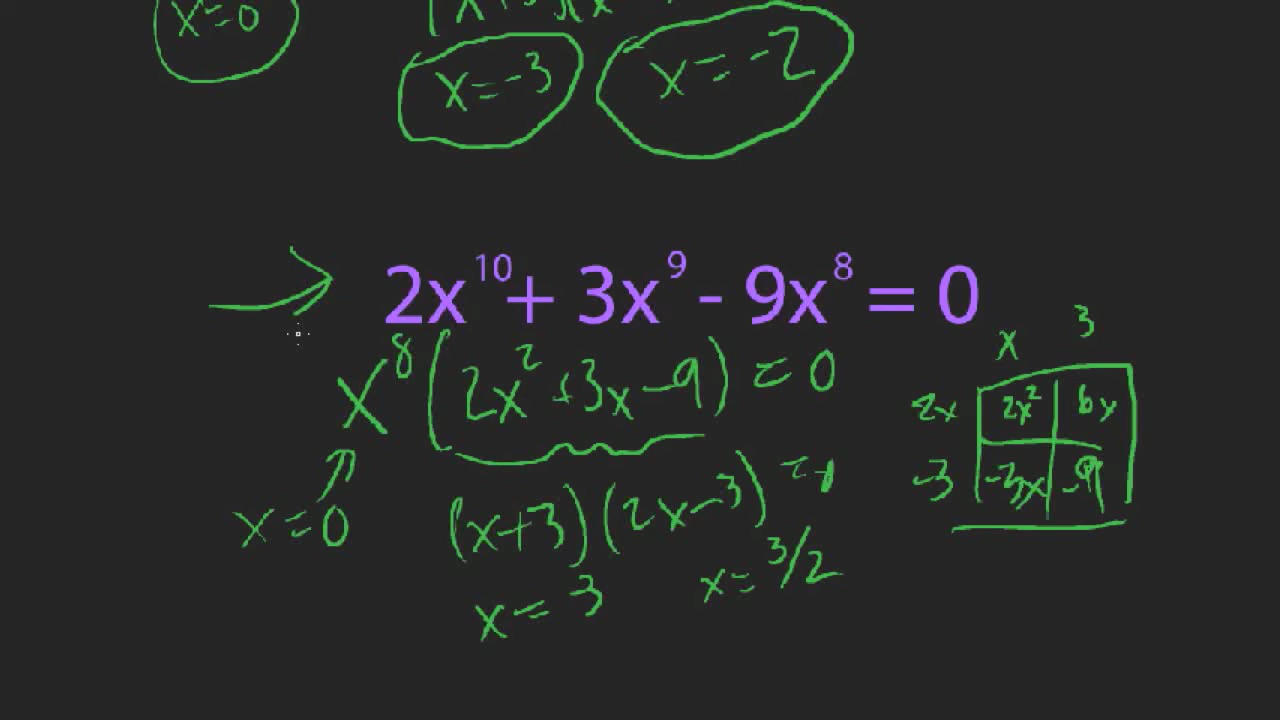 x=0
x=-3 x=-2
2x¹⁰+ 3x⁹ - 9x⁸ = 0
x⁸(2x²+3x-9) = 0
x=0
(x+3)(2x-3)=
x = 3 x= 3/2
x 3
2x 2x² 6x
-3 -3x -9